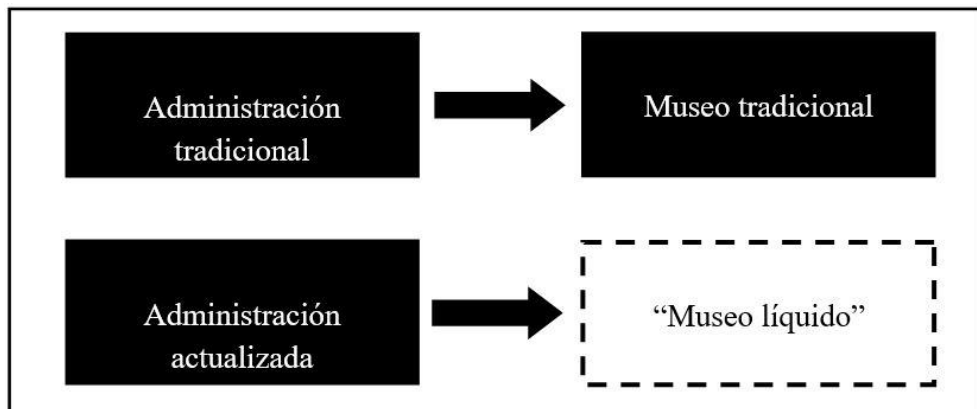 Administración
tradicional
Museo tradicional
Administración
actualizada
“Museo líquido”